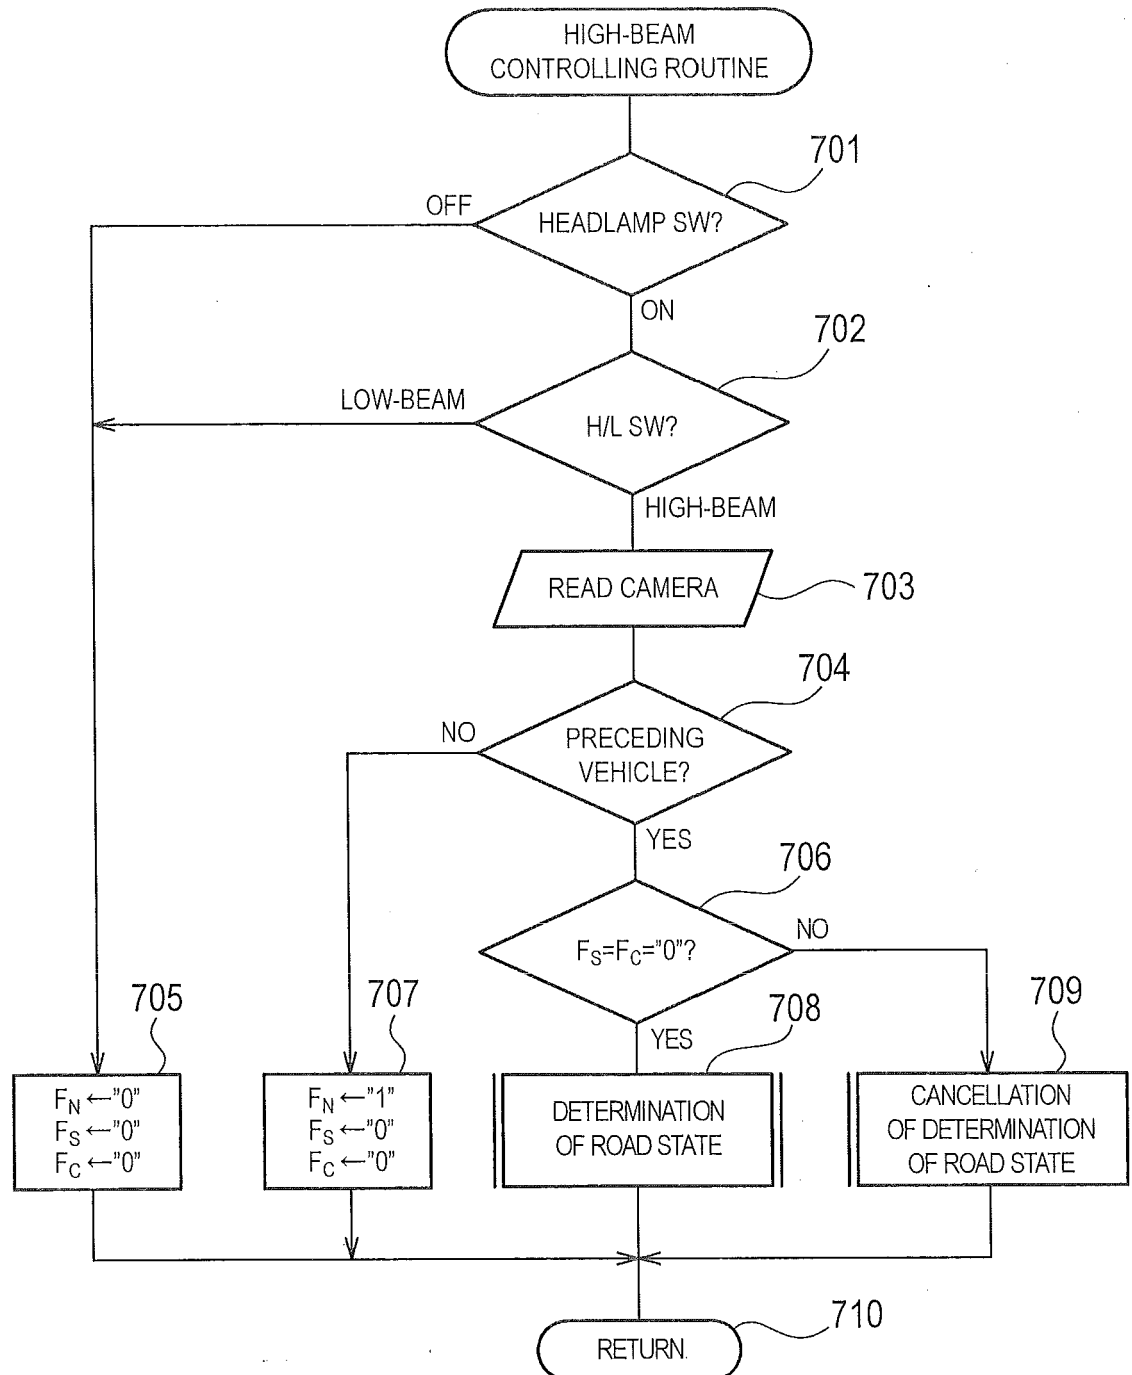 HIGH-BEAM
CONTROLLING ROUTINE
701
OFF
HEADLAMP SW?
ON
702
LOW-BEAM
H/L SW?
HIGH-BEAM
READ CAMERA
703
704
NO
PRECEDING
VEHICLE?
YES
706
NO
FS=FC="0"?
YES
705
707
708
709
FN←"0"
FS←"0"
FC←"0"
FN←"1"
FS←"0"
FC←"0"
DETERMINATION
OF ROAD STATE
CANCELLATION
OF DETERMINATION
OF ROAD STATE
710
RETURN